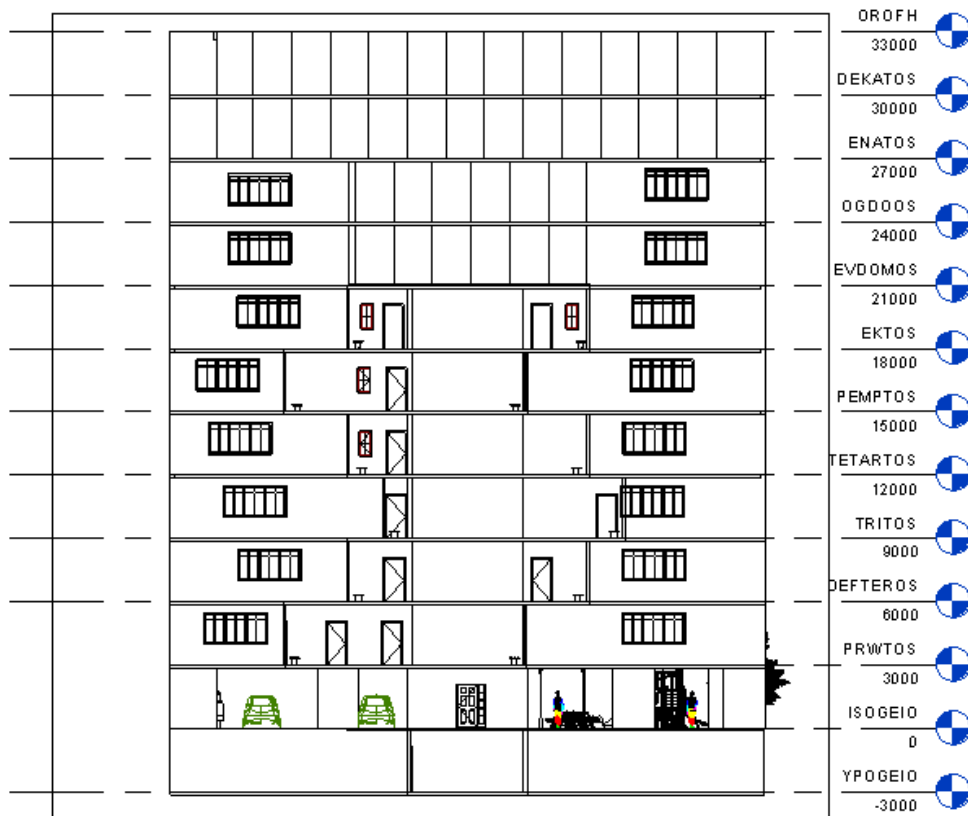 OROFH
33000
DEKATOS
30000
ENATOS
27000
OGDOOS
24000
EVDOMOS
21000
EKTOS
18000
PEMPTOS
15000
TETARTOS
12000
TRITOS
9000
DEFTEROS
6000
PRWTOS
3000
ISOGEIO
0
YPOGEIO
-3000